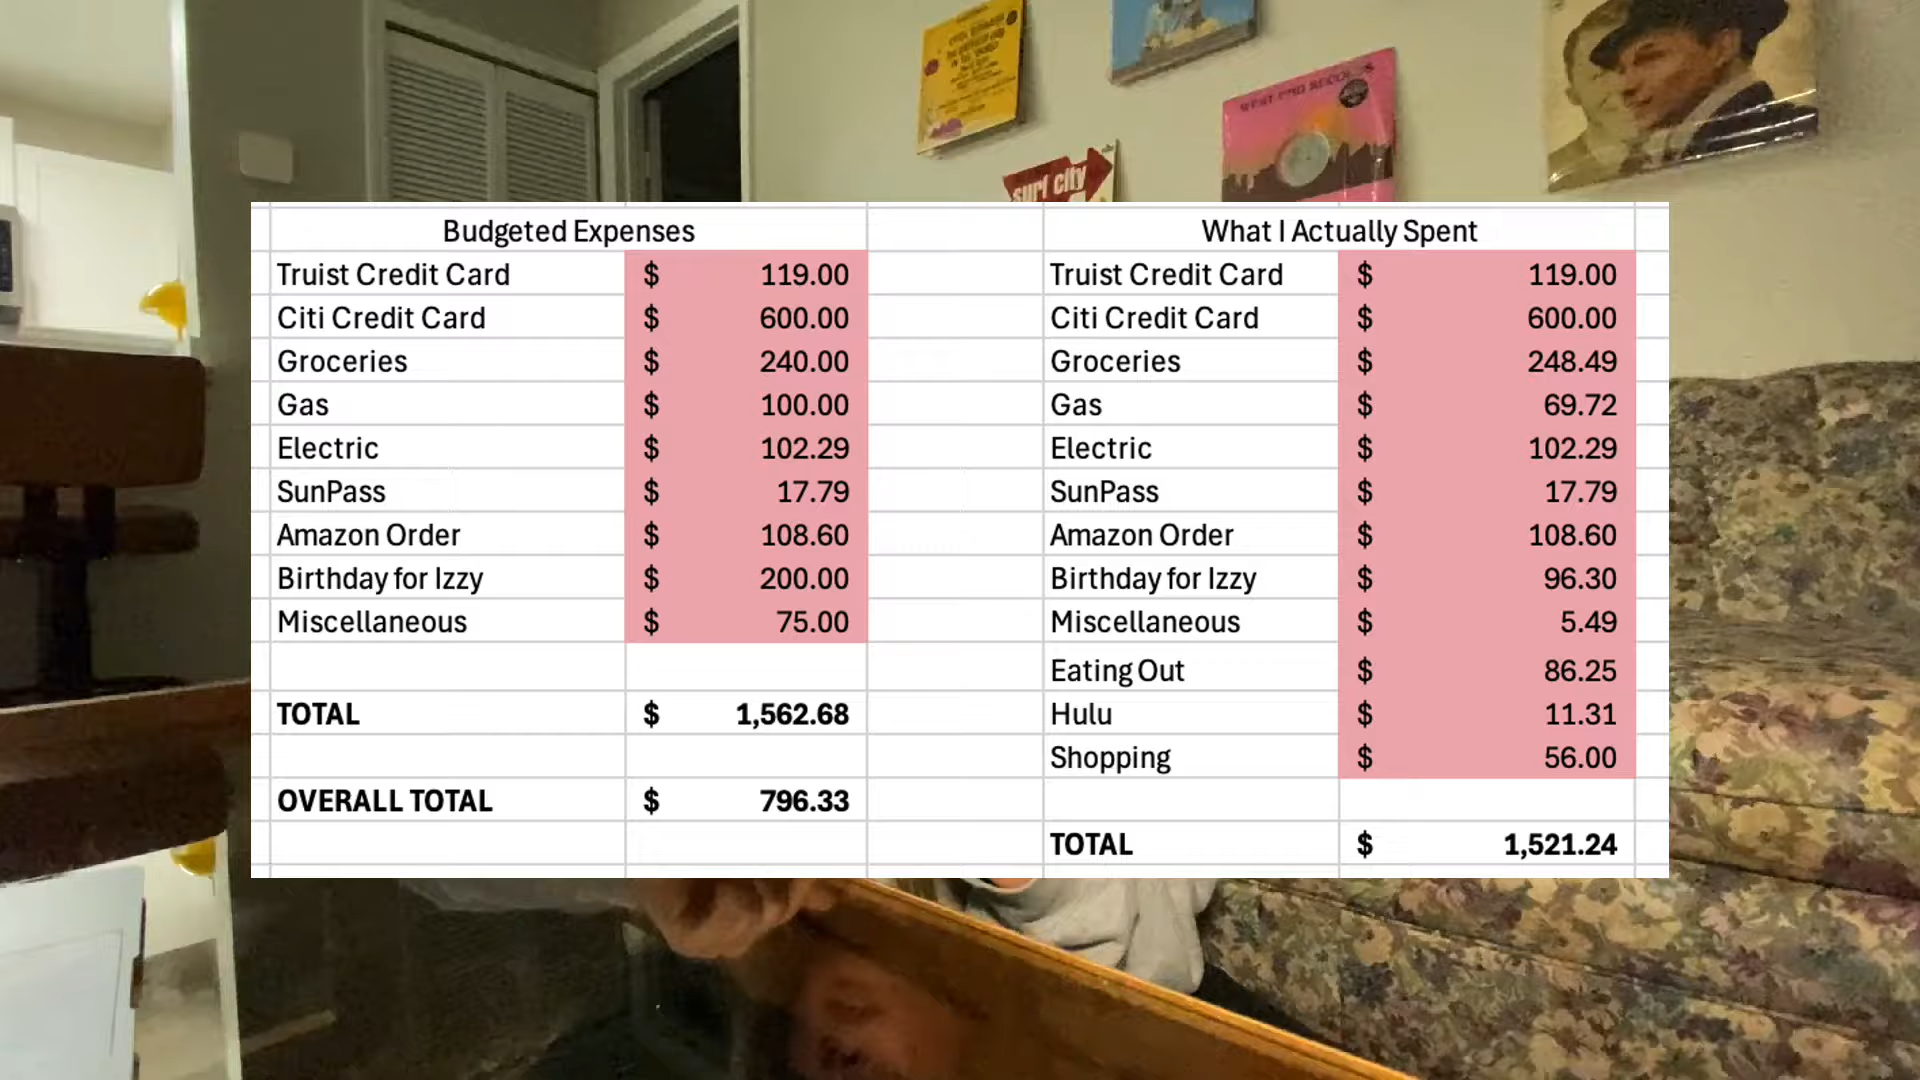 surf city
WEST END RECORDS
Budgeted Expenses
Truist Credit Card $ 119.00
Citi Credit Card $ 600.00
Groceries $ 240.00
Gas $ 100.00
Electric $ 102.29
SunPass $ 17.79
Amazon Order $ 108.60
Birthday for Izzy $ 200.00
Miscellaneous $ 75.00
TOTAL $ 1,562.68
OVERALL TOTAL $ 796.33
What I Actually Spent
Truist Credit Card $ 119.00
Citi Credit Card $ 600.00
Groceries $ 248.49
Gas $ 69.72
Electric $ 102.29
SunPass $ 17.79
Amazon Order $ 108.60
Birthday for Izzy $ 96.30
Miscellaneous $ 5.49
Eating Out $ 86.25
Hulu $ 11.31
Shopping $ 56.00
TOTAL $ 1,521.24